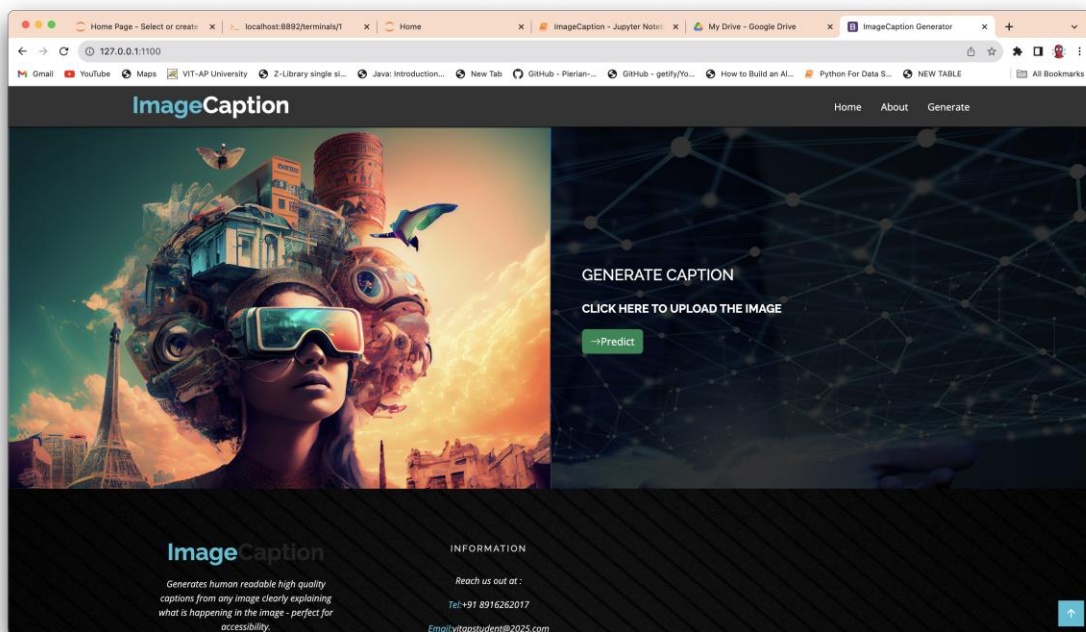 Home Page - Select or create
localhost:8892/terminals/1
Home
ImageCaption - Jupyter Note
My Drive - Google Drive
ImageCaption Generator
127.0.0.1:1100
Gmail
YouTube
Maps
VIT-AP University
Z-Library single si...
Java: Introduction...
New Tab
GitHub - Pierian-...
GitHub - getify/Yo...
How to Build an AI...
Python For Data S...
NEW TABLE
All Bookmarks
ImageCaption
Home
About
Generate
GENERATE CAPTION
CLICK HERE TO UPLOAD THE IMAGE
→Predict
ImageCaption
Generates human readable high quality
captions from any image clearly explaining
what is happening in the image - perfect for
accessibility.
INFORMATION
Reach us out at :
Tel:+91 8916262017
Email:vitapstudent@2025.com